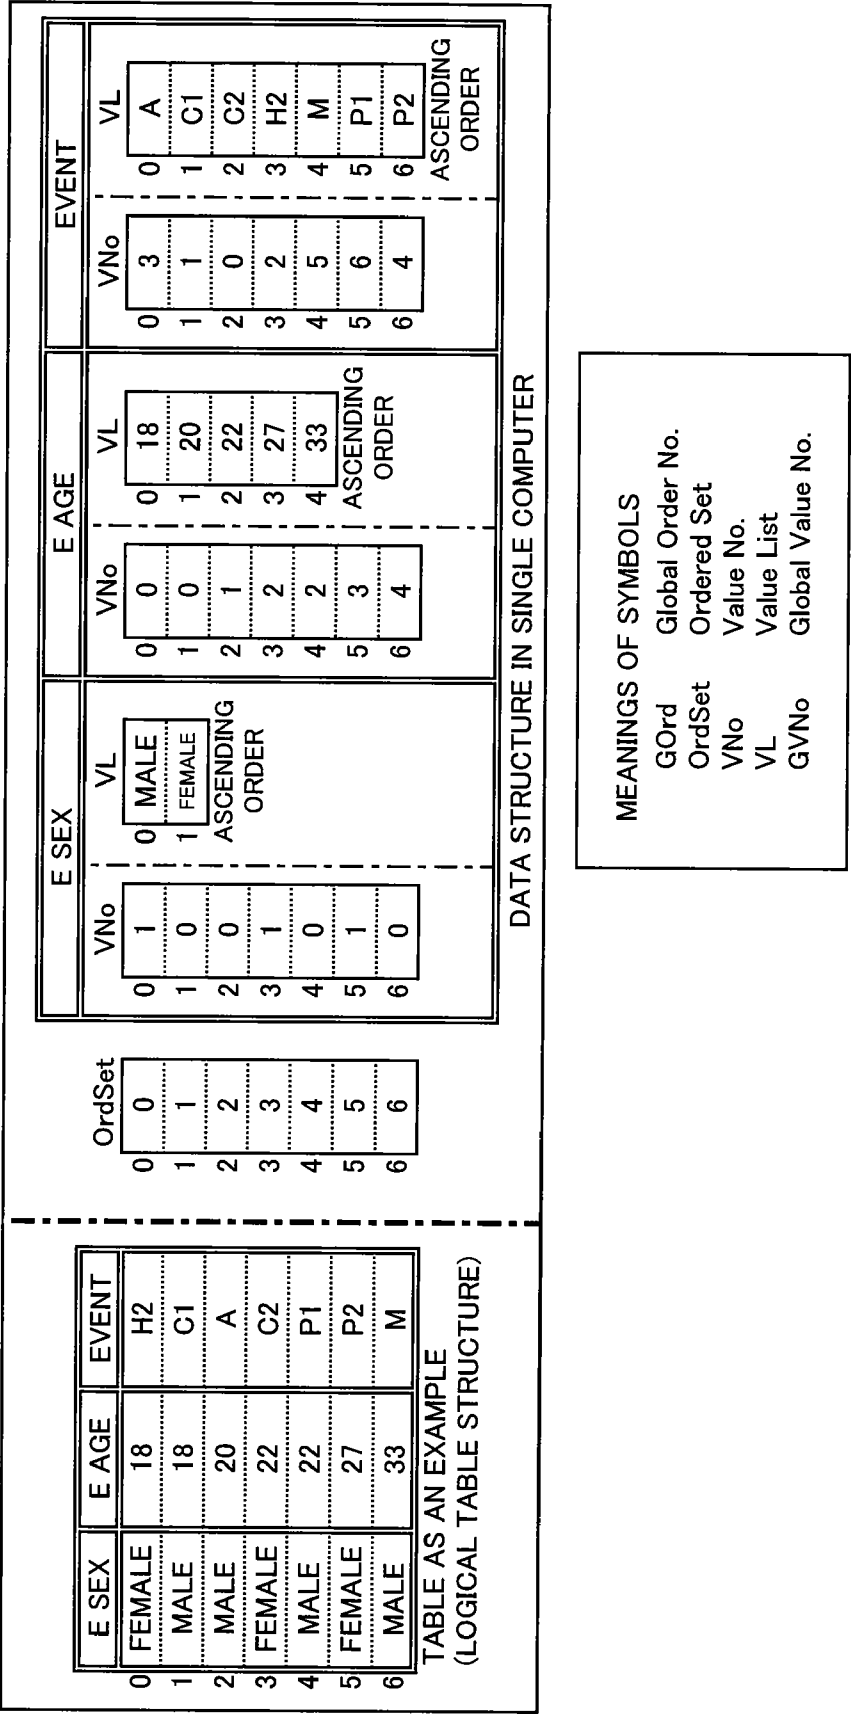 E SEX E AGE EVENT
0 FEMALE 18 H2
1 MALE 18 C1
2 MALE 20 A
3 FEMALE 22 C2
4 MALE 22 P1
5 FEMALE 27 P2
6 MALE 33 M
TABLE AS AN EXAMPLE
(LOGICAL TABLE STRUCTURE)
OrdSet
0 0
1 1
2 2
3 3
4 4
5 5
6 6
E SEX
VNo
0 1
1 0
2 0
3 1
4 0
5 1
6 0
VL
0 MALE
1 FEMALE
ASCENDING
ORDER
E AGE
VNo
0 0
1 0
2 1
3 2
4 2
5 3
6 4
VL
0 18
1 20
2 22
3 27
4 33
ASCENDING
ORDER
EVENT
VNo
0 3
1 1
2 0
3 2
4 5
5 6
6 4
VL
0 A
1 C1
2 C2
3 H2
4 M
5 P1
6 P2
ASCENDING
ORDER
DATA STRUCTURE IN SINGLE COMPUTER
MEANINGS OF SYMBOLS
GOrd Global Order No.
OrdSet Ordered Set
VNo Value No.
VL Value List
GVNo Global Value No.